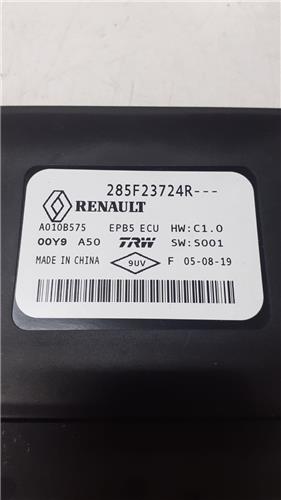 285F23724R---
RENAULT
A010B575 EPB5 ECU HW:C1.0
00Y9 A50 TRW SW:S001
MADE IN CHINA 9UV F 05-08-19